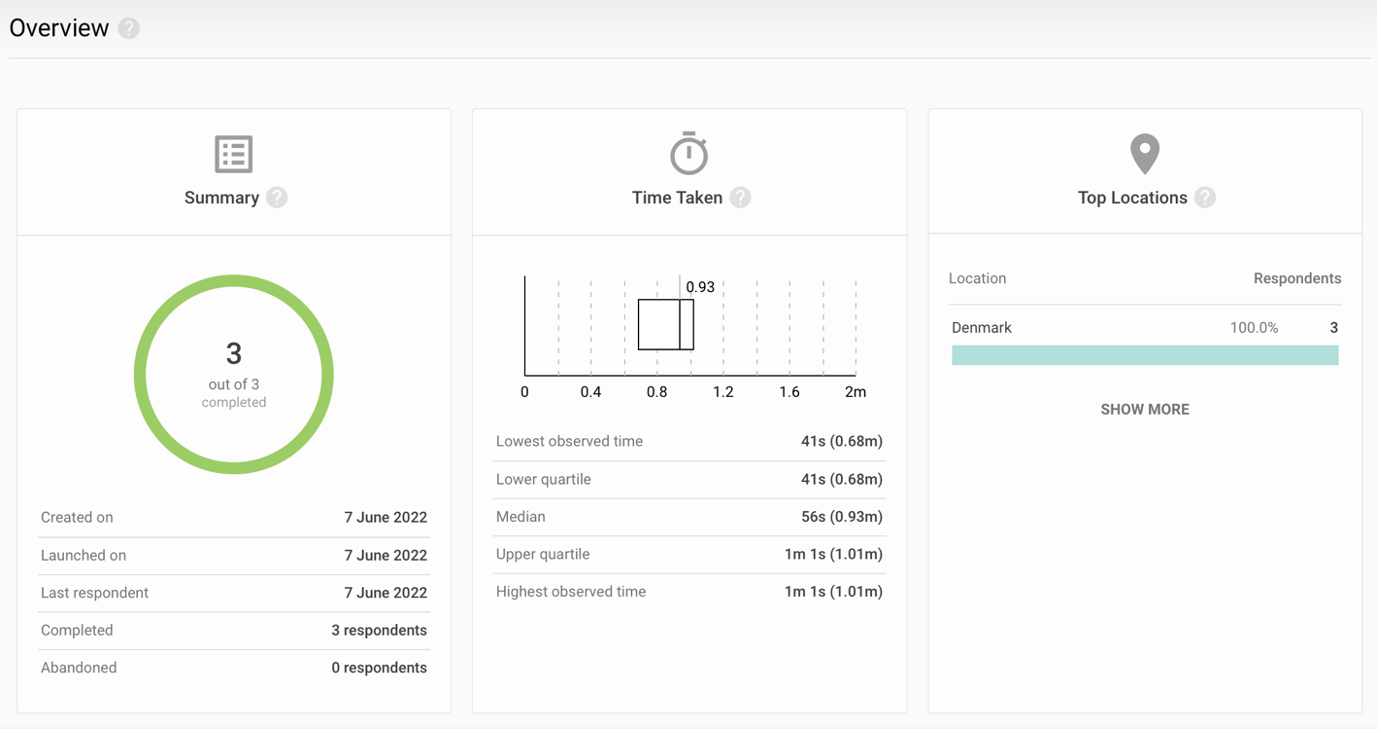 Overview ?
Summary ?
3
out of 3
completed
Created on 7 June 2022
Launched on 7 June 2022
Last respondent 7 June 2022
Completed 3 respondents
Abandoned 0 respondents
Time Taken ?
0.93
0 0.4 0.8 1.2 1.6 2m
Lowest observed time 41s (0.68m)
Lower quartile 41s (0.68m)
Median 56s (0.93m)
Upper quartile 1m 1s (1.01m)
Highest observed time 1m 1s (1.01m)
Top Locations ?
Location Respondents
Denmark 100.0% 3
SHOW MORE